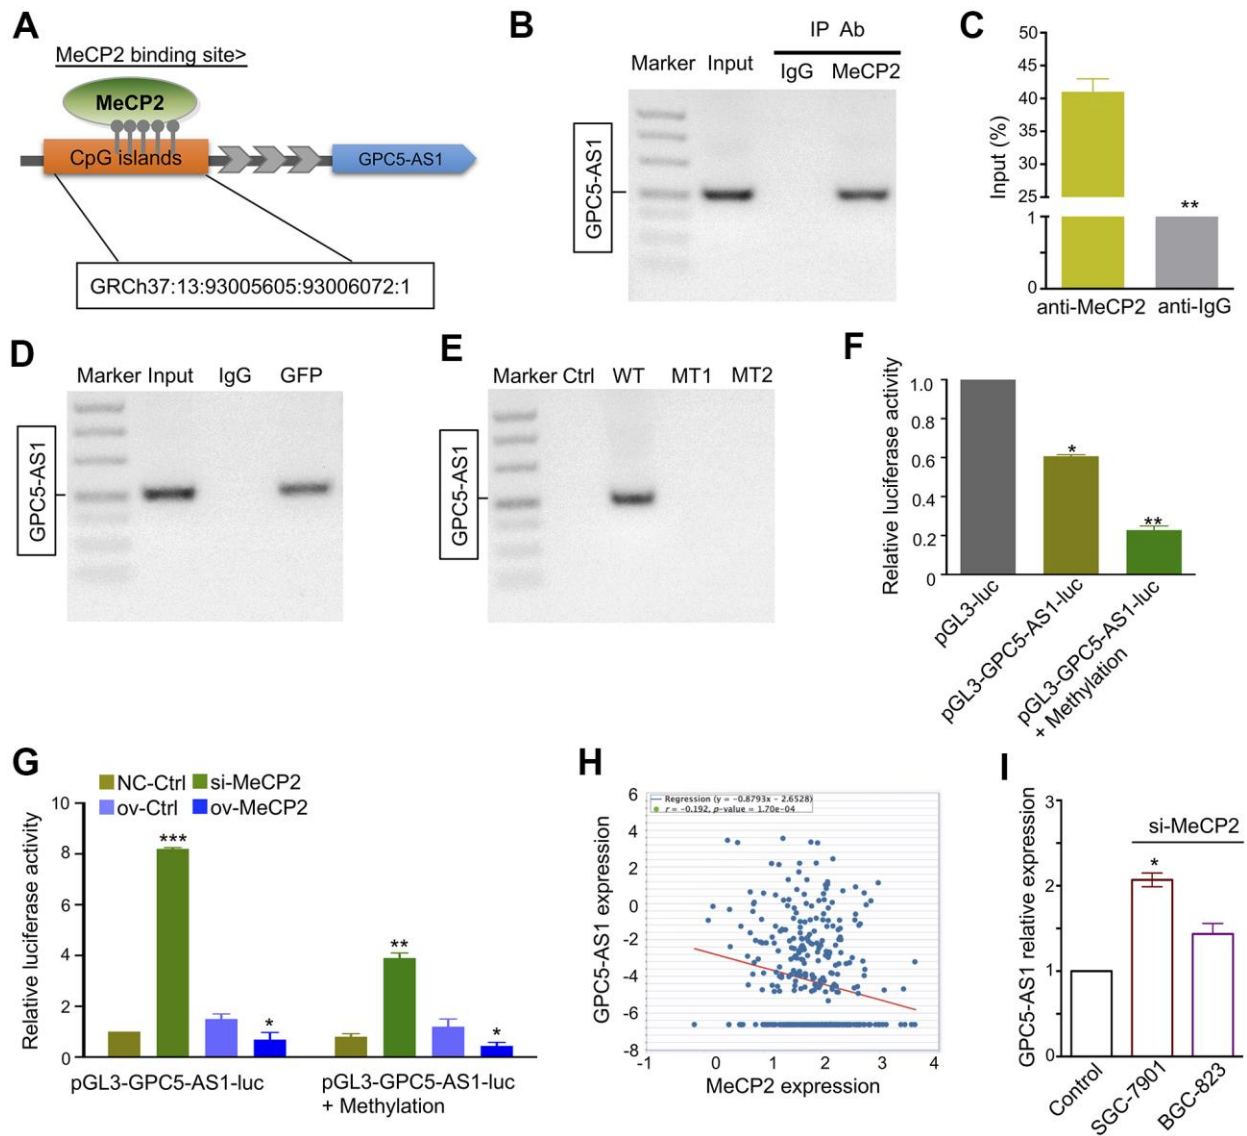 A
MeCP2 binding site>
MeCP2
CpG islands
GPC5-AS1
GRCh37:13:93005605:93006072:1
B
IP Ab
Marker Input IgG MeCP2
GPC5-AS1
C
Input (%)
50
45
40
35
30
25
1
0
**
anti-MeCP2 anti-IgG
D
Marker Input IgG GFP
GPC5-AS1
E
Marker Ctrl WT MT1 MT2
GPC5-AS1
F
Relative luciferase activity
1.0
0.6
0.4
0.2
0
*
**
pGL3-luc
pGL3-GPC5-AS1-luc
pGL3-GPC5-AS1-luc
+ Methylation
G
NC-Ctrl si-MeCP2
ov-Ctrl ov-MeCP2
Relative luciferase activity
10
8
6
4
2
0
***
*
**
*
pGL3-GPC5-AS1-luc
pGL3-GPC5-AS1-luc
+ Methylation
H
Regression (y = -0.8793x - 2.6528)
r = -0.192, p-value = 1.70e-04
GPC5-AS1 expression
6
4
2
0
-2
-4
-6
-8
-1 0 1 2 3 4
MeCP2 expression
I
si-MeCP2
GPC5-AS1 relative expression
3
2
1
0
*
Control
SGC-7901
BGC-823